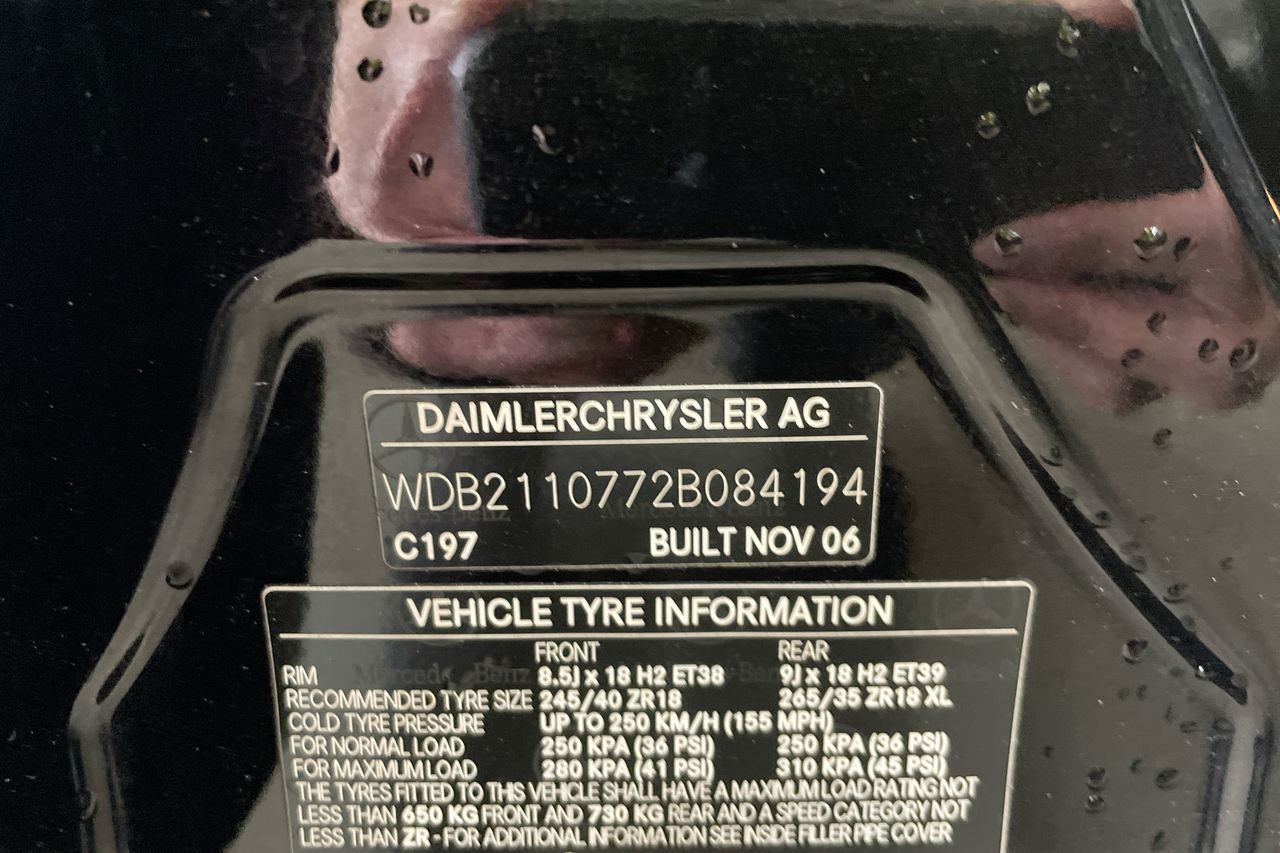 DAIMLERCHRYSLER AG
WDB2110772B084194
C197 BUILT NOV 06
VEHICLE TYRE INFORMATION
FRONT REAR
RIM 8.5J x 18 H2 ET38 9J x 18 H2 ET39
RECOMMENDED TYRE SIZE 245/40 ZR18 265/35 ZR18 XL
COLD TYRE PRESSURE UP TO 250 KM/H (155 MPH)
FOR NORMAL LOAD 250 KPA (36 PSI) 250 KPA (36 PSI)
FOR MAXIMUM LOAD 280 KPA (41 PSI) 310 KPA (45 PSI)
THE TYRES FITTED TO THIS VEHICLE SHALL HAVE A MAXIMUM LOAD RATING NOT
LESS THAN 650 KG FRONT AND 730 KG REAR AND A SPEED CATEGORY NOT
LESS THAN ZR - FOR ADDITIONAL INFORMATION SEE INSIDE FILLER PIPE COVER